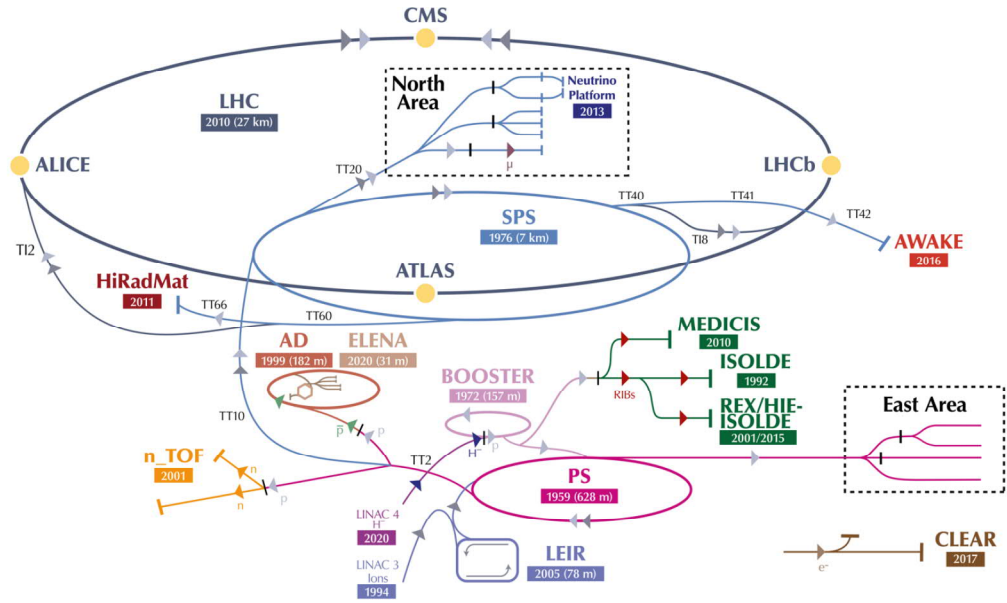 CMS
North
Area
Neutrino
Platform
2013
LHC
2010 (27 km)
ALICE
LHCb
μ
TT20
TT40
TT41
TT42
SPS
1976 (7 km)
TI8
AWAKE
2016
TI2
ATLAS
HiRadMat
2011
TT66
TT60
MEDICIS
2010
AD
1999 (182 m)
ELENA
2020 (31 m)
ISOLDE
1992
BOOSTER
1972 (157 m)
RIBs
REX/HIE-
ISOLDE
2001/2015
East Area
TT10
p̅
p
H⁻
p
n_TOF
2001
n
n
p
TT2
PS
1959 (628 m)
LINAC 4
H⁻
2020
LINAC 3
Ions
1994
LEIR
2005 (78 m)
CLEAR
2017
e⁻